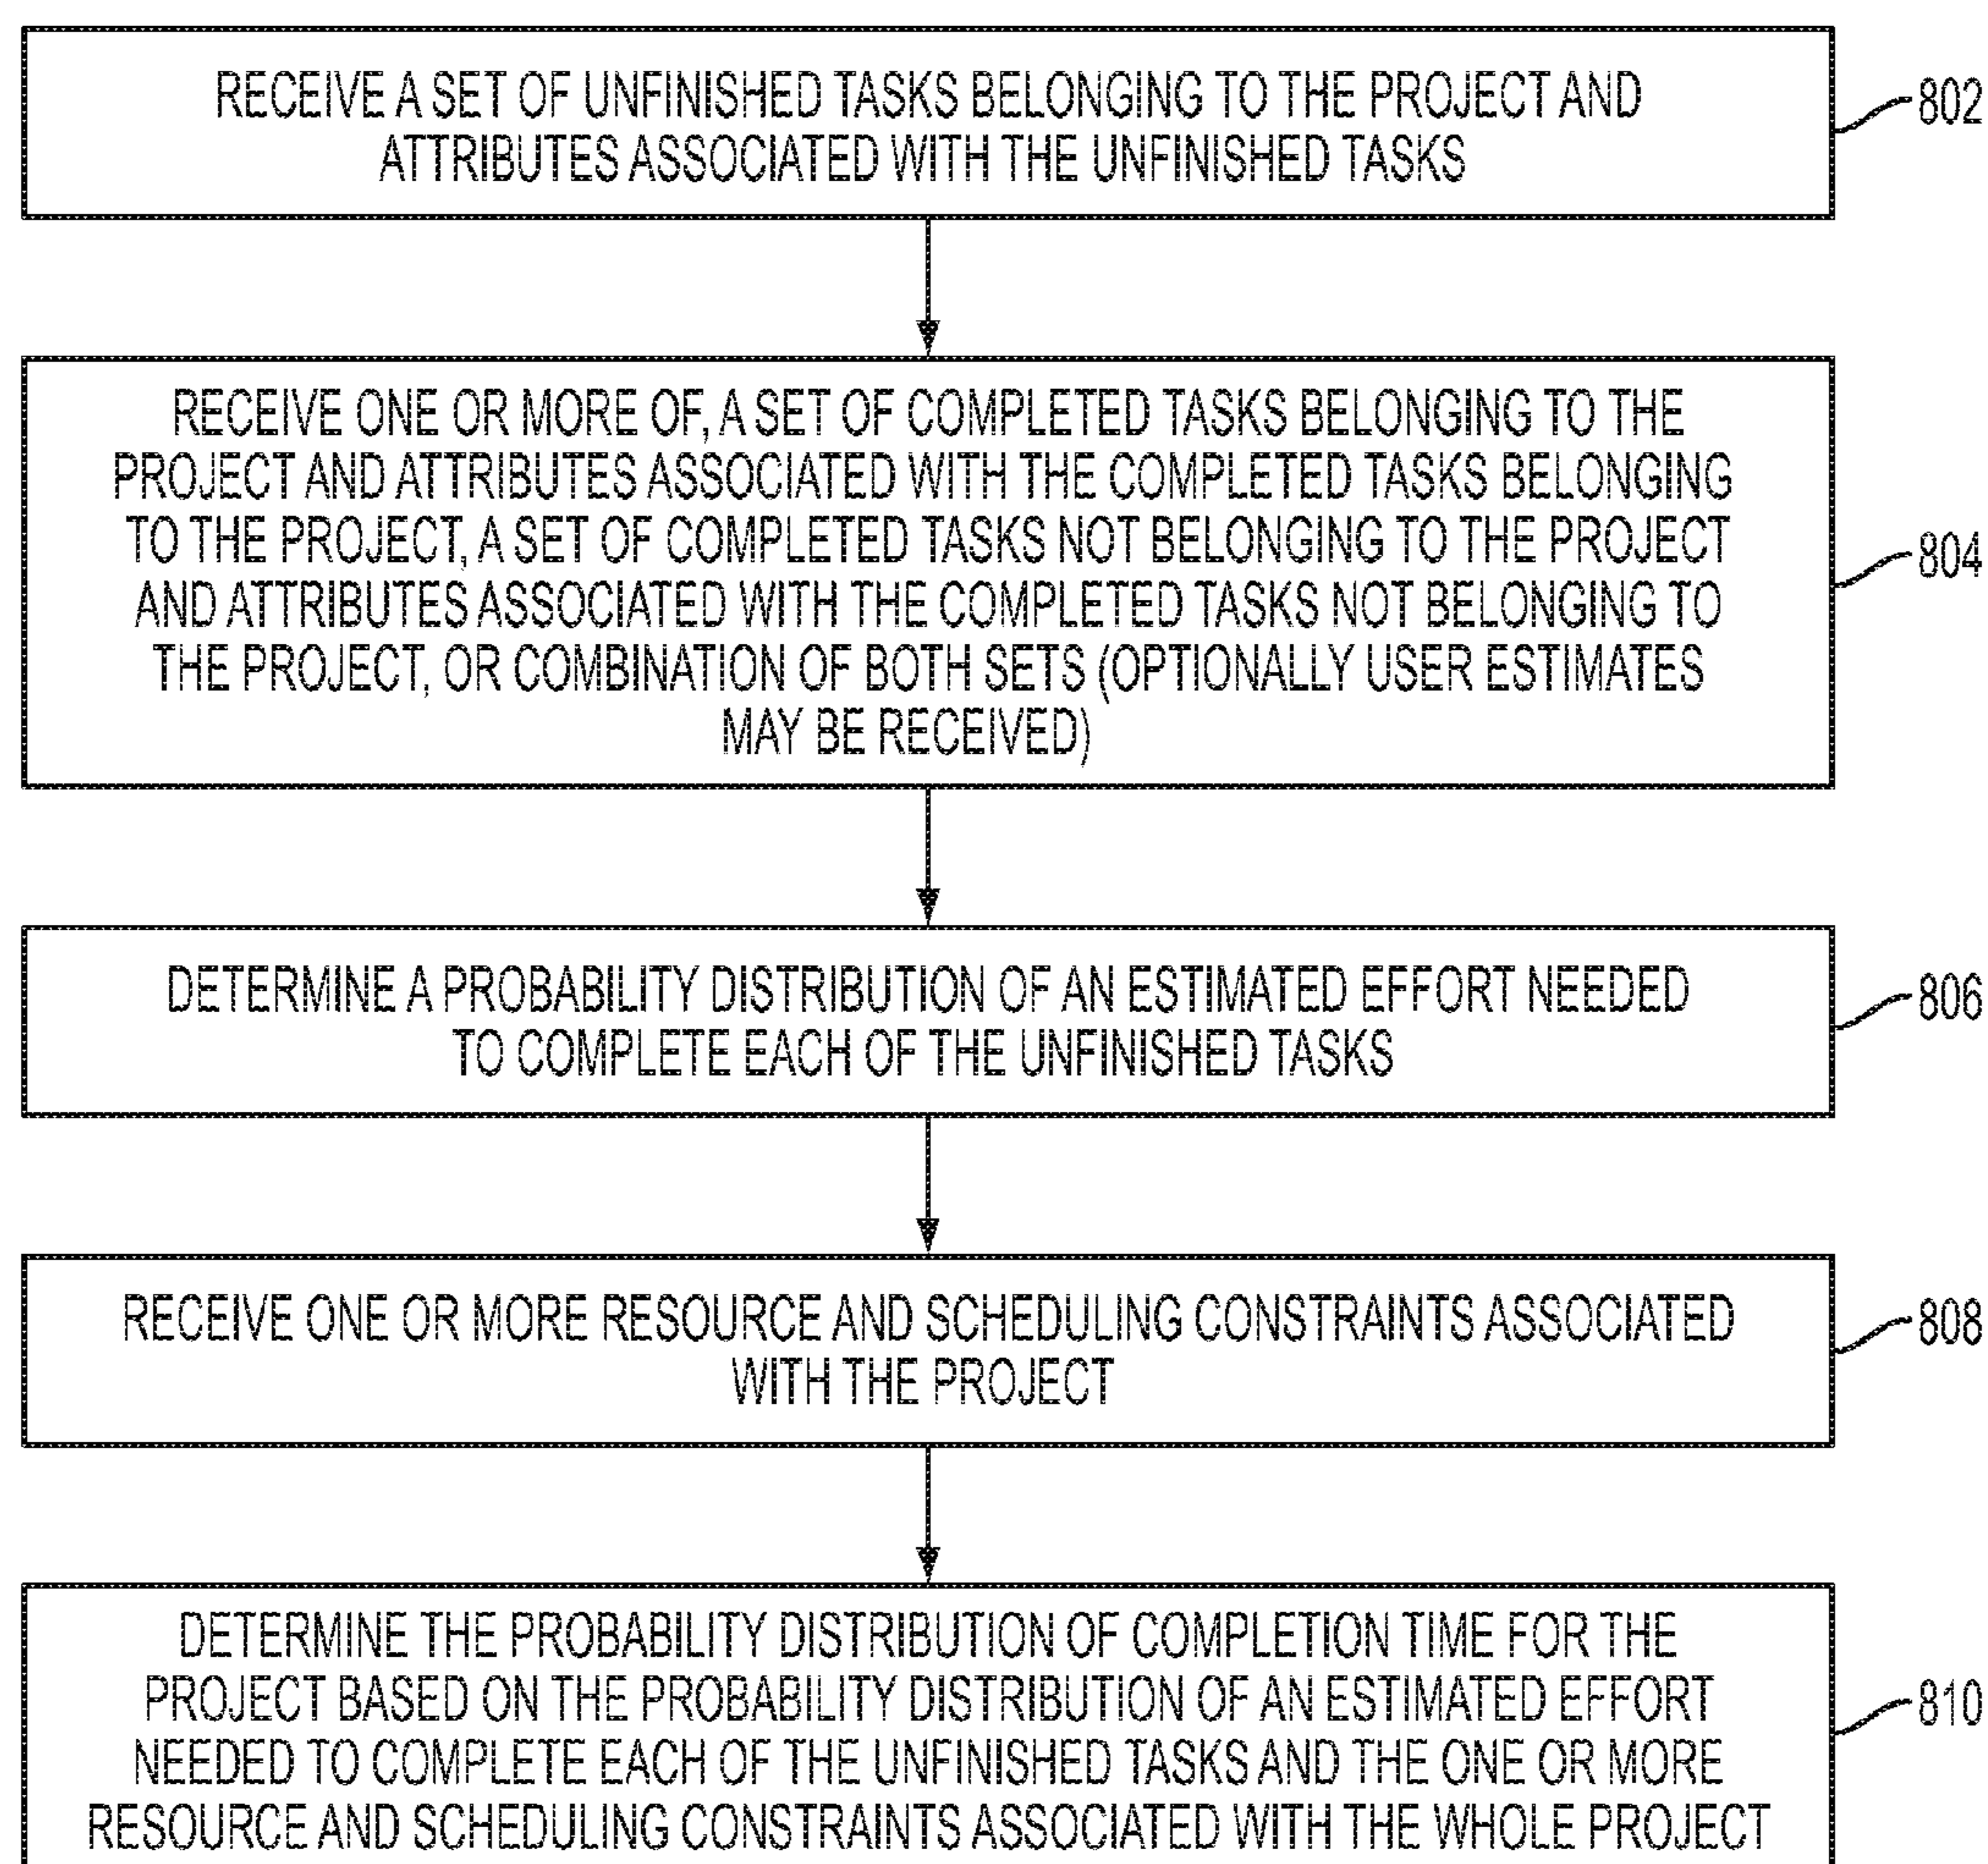 RECEIVE A SET OF UNFINISHED TASKS BELONGING TO THE PROJECT AND
ATTRIBUTES ASSOCIATED WITH THE UNFINISHED TASKS
802
RECEIVE ONE OR MORE OF, A SET OF COMPLETED TASKS BELONGING TO THE
PROJECT AND ATTRIBUTES ASSOCIATED WITH THE COMPLETED TASKS BELONGING
TO THE PROJECT, A SET OF COMPLETED TASKS NOT BELONGING TO THE PROJECT
AND ATTRIBUTES ASSOCIATED WITH THE COMPLETED TASKS NOT BELONGING TO
THE PROJECT, OR COMBINATION OF BOTH SETS (OPTIONALLY USER ESTIMATES
MAY BE RECEIVED)
804
DETERMINE A PROBABILITY DISTRIBUTION OF AN ESTIMATED EFFORT NEEDED
TO COMPLETE EACH OF THE UNFINISHED TASKS
806
RECEIVE ONE OR MORE RESOURCE AND SCHEDULING CONSTRAINTS ASSOCIATED
WITH THE PROJECT
808
DETERMINE THE PROBABILITY DISTRIBUTION OF COMPLETION TIME FOR THE
PROJECT BASED ON THE PROBABILITY DISTRIBUTION OF AN ESTIMATED EFFORT
NEEDED TO COMPLETE EACH OF THE UNFINISHED TASKS AND THE ONE OR MORE
RESOURCE AND SCHEDULING CONSTRAINTS ASSOCIATED WITH THE WHOLE PROJECT
810